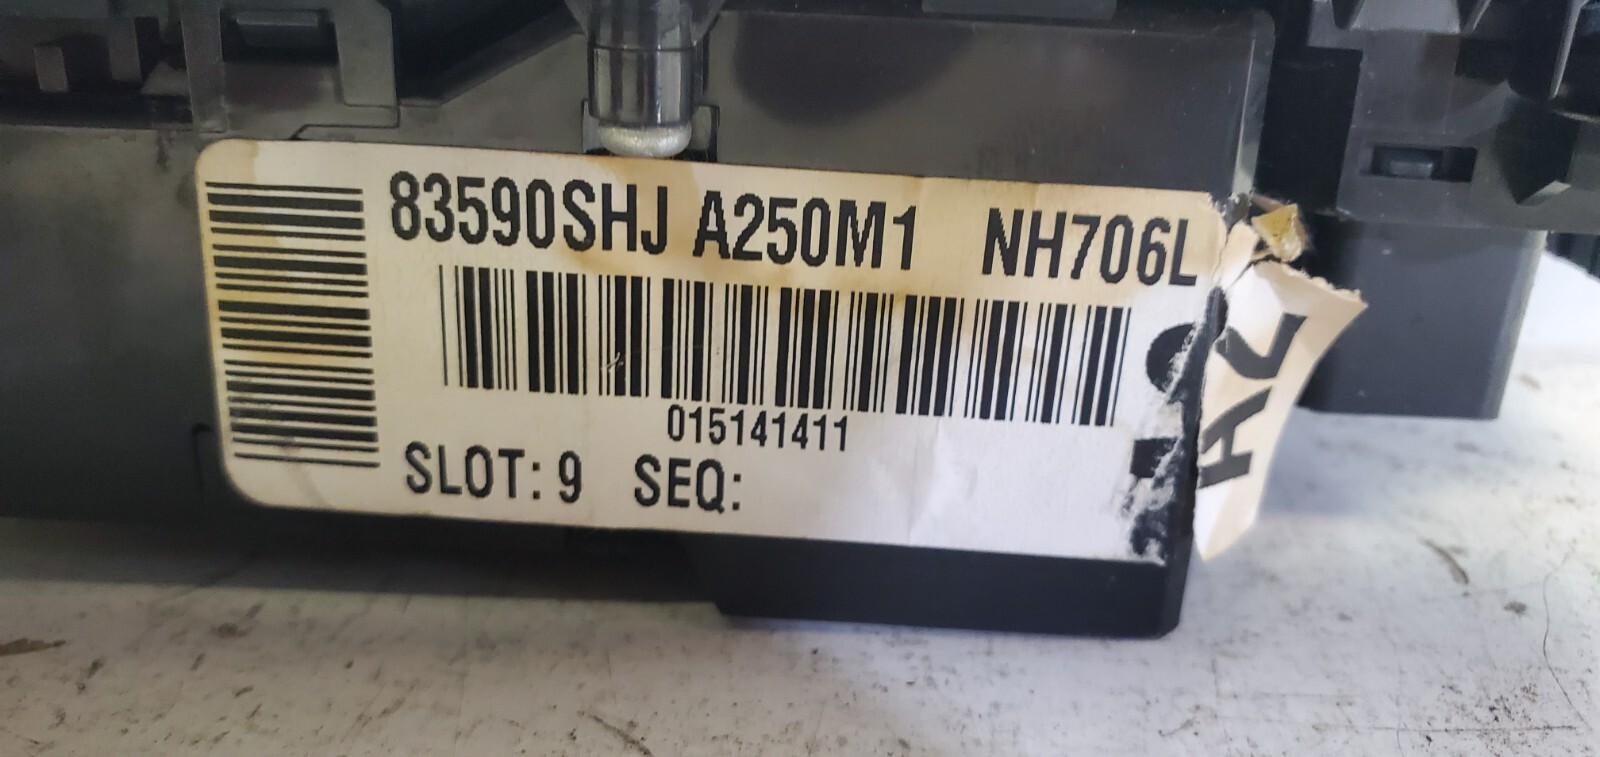 83590SHJ A250M1 NH706L
015141411
SLOT: 9 SEQ: